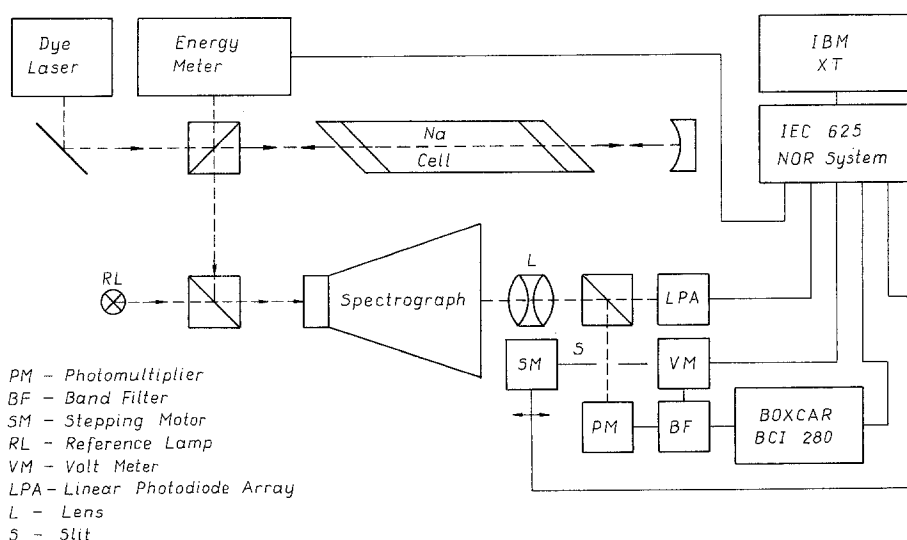 Dye
Laser
Energy
Meter
IBM
XT
Na
Cell
IEC 625
NOR System
RL
Spectrograph
L
LPA
SM
S
VM
PM
BF
BOXCAR
BCI 280
PM - Photomultiplier
BF - Band Filter
SM - Stepping Motor
RL - Reference Lamp
VM - Volt Meter
LPA - Linear Photodiode Array
L - Lens
S - Slit